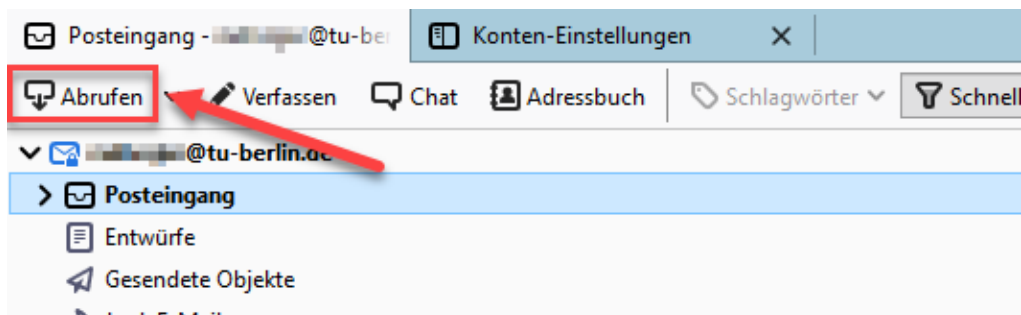 Posteingang - @tu-ber Konten-Einstellungen
Abrufen Verfassen Chat Adressbuch Schlagwörter Schnell
@tu-berlin.de
Posteingang
Entwürfe
Gesendete Objekte